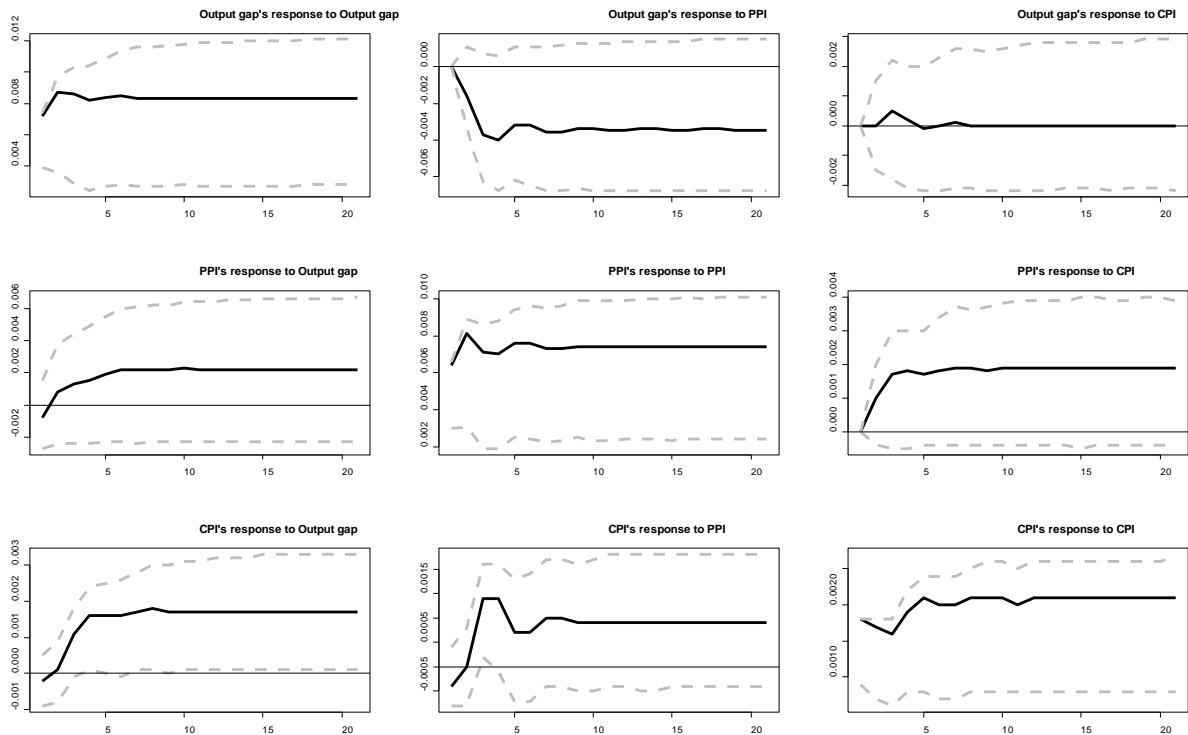 Output gap's response to Output gap
0.012
0.008
0.004
5 10 15 20
Output gap's response to PPI
0.000
-0.002
-0.004
0.006
5 10 15 20
Output gap's response to CPI
0.002
0.000
-0.002
5 10 15 20
PPI's response to Output gap
0.006
0.004
0.002
-0.002
5 10 15 20
PPI's response to PPI
0.010
0.008
0.006
0.004
0.002
5 10 15 20
PPI's response to CPI
0.004
0.003
0.002
0.001
0.000
5 10 15 20
CPI's response to Output gap
0.003
0.002
0.001
0.000
-0.001
5 10 15 20
CPI's response to PPI
0.0015
0.0005
-0.0005
5 10 15 20
CPI's response to CPI
0.0020
0.0010
5 10 15 20